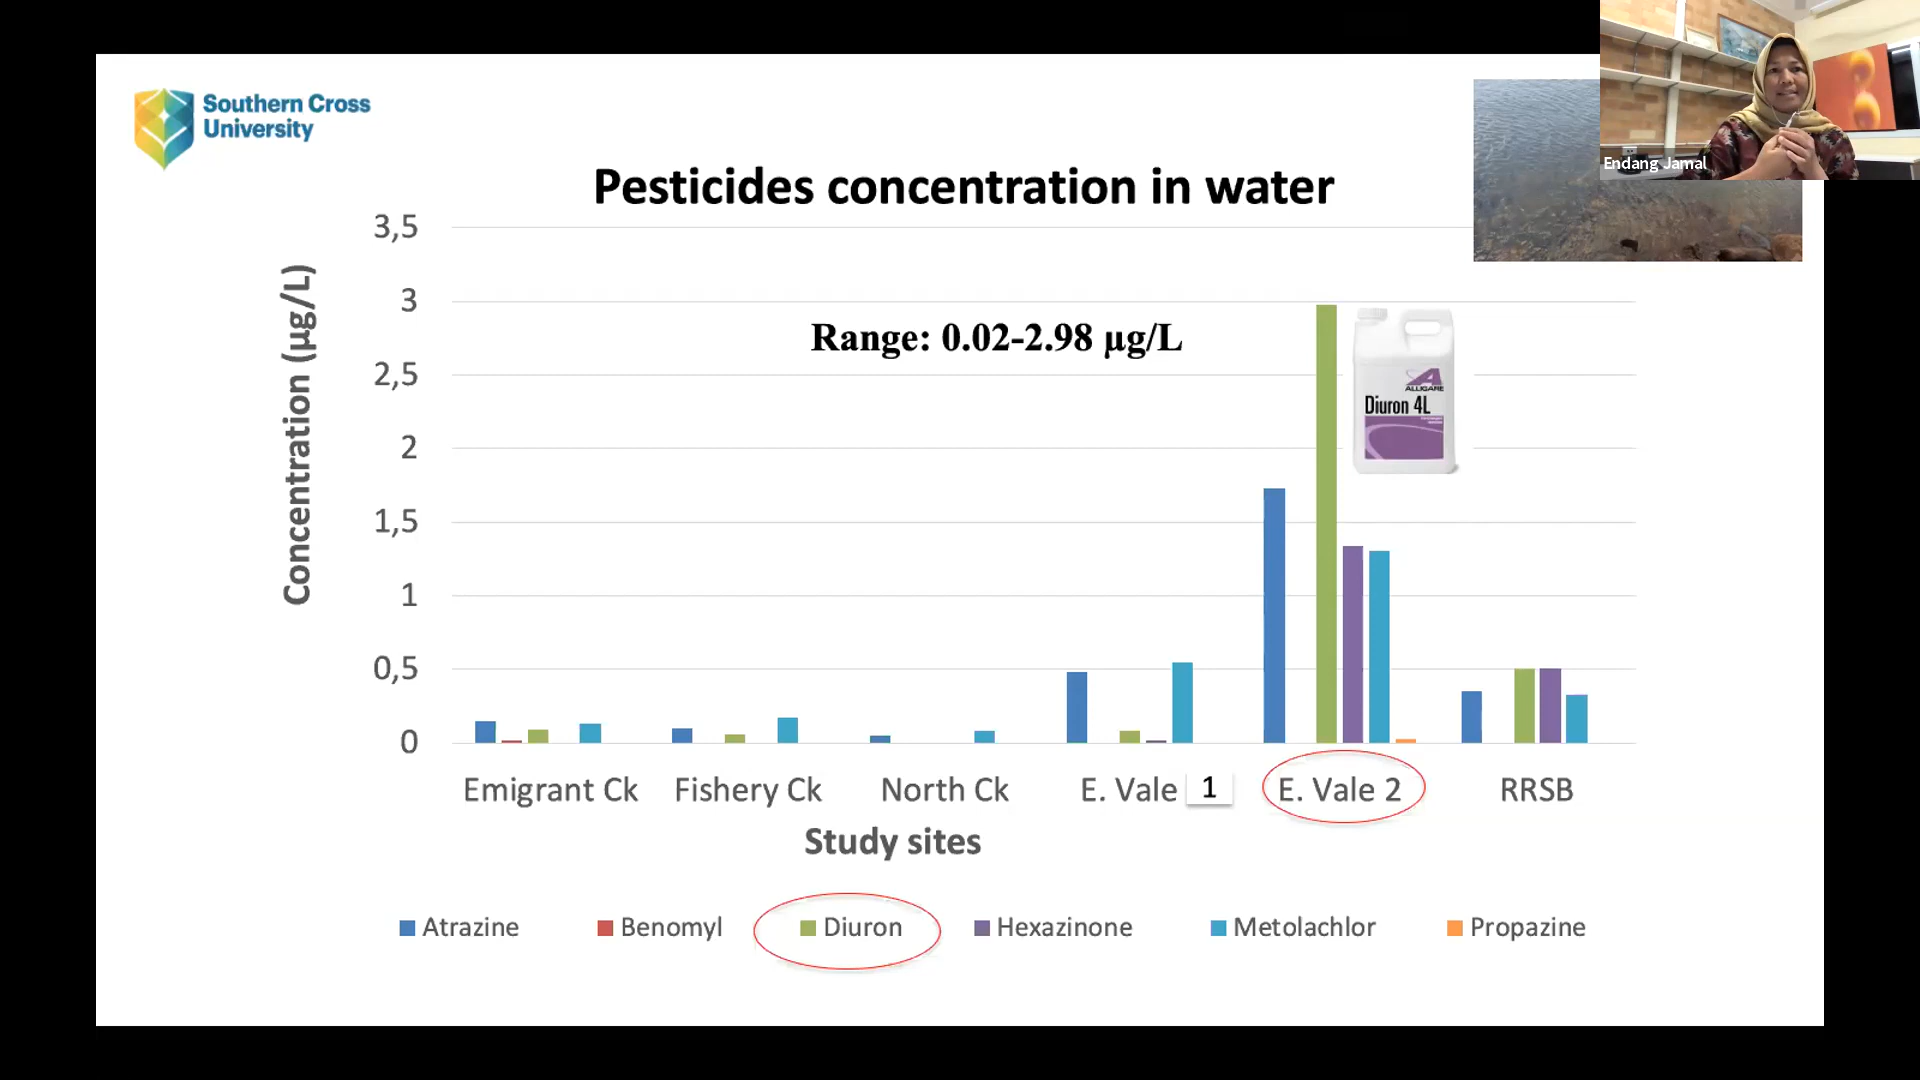 Southern Cross
University
Endang Jamal
Pesticides concentration in water
Concentration (µg/L)
3,5
3
2,5
2
1,5
1
0,5
0
Range: 0.02-2.98 µg/L
ALLIGARE
Diuron 4L
Emigrant Ck
Fishery Ck
North Ck
E. Vale 1
E. Vale 2
RRSB
Study sites
Atrazine
Benomyl
Diuron
Hexazinone
Metolachlor
Propazine